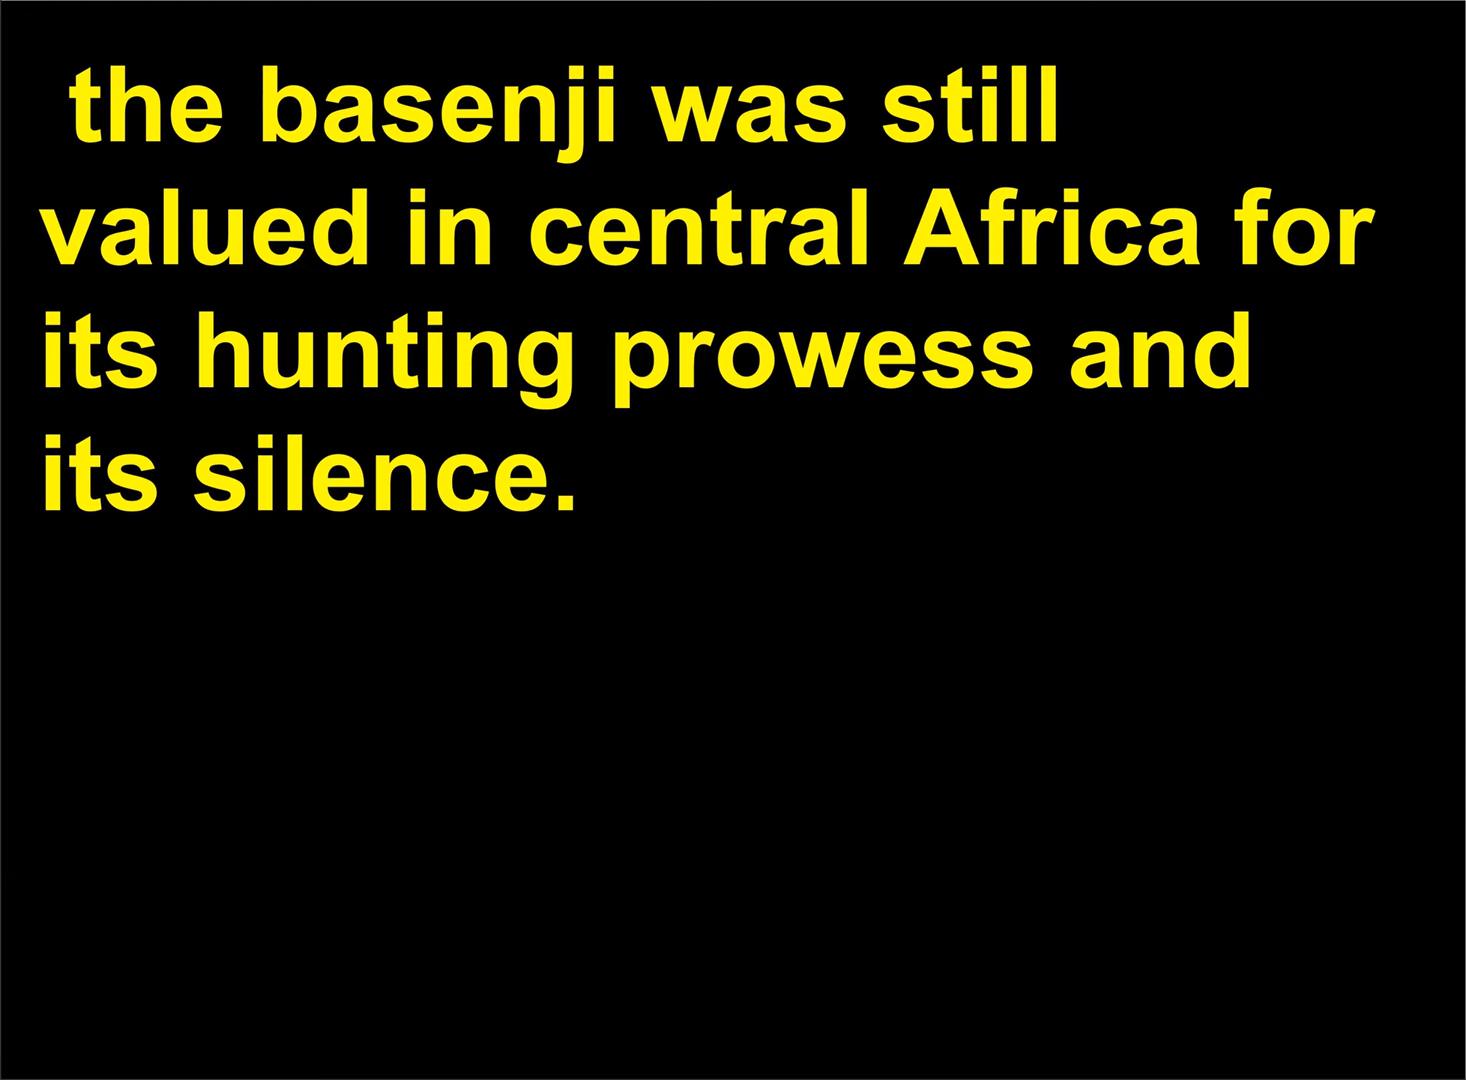 the basenji was still
valued in central Africa for
its hunting prowess and
its silence.